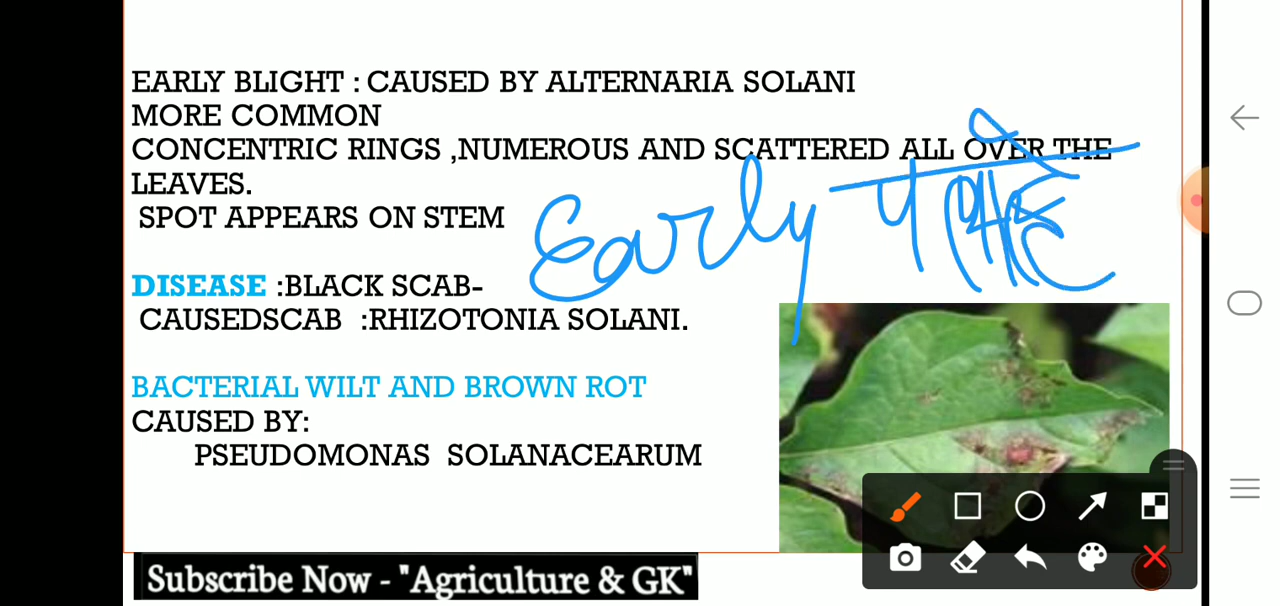 EARLY BLIGHT : CAUSED BY ALTERNARIA SOLANI
MORE COMMON
CONCENTRIC RINGS ,NUMEROUS AND SCATTERED ALL OVER THE
LEAVES.
SPOT APPEARS ON STEM
Early
DISEASE :BLACK SCAB-
CAUSEDSCAB :RHIZOTONIA SOLANI.
BACTERIAL WILT AND BROWN ROT
CAUSED BY:
PSEUDOMONAS SOLANACEARUM
Subscribe Now - "Agriculture & GK"